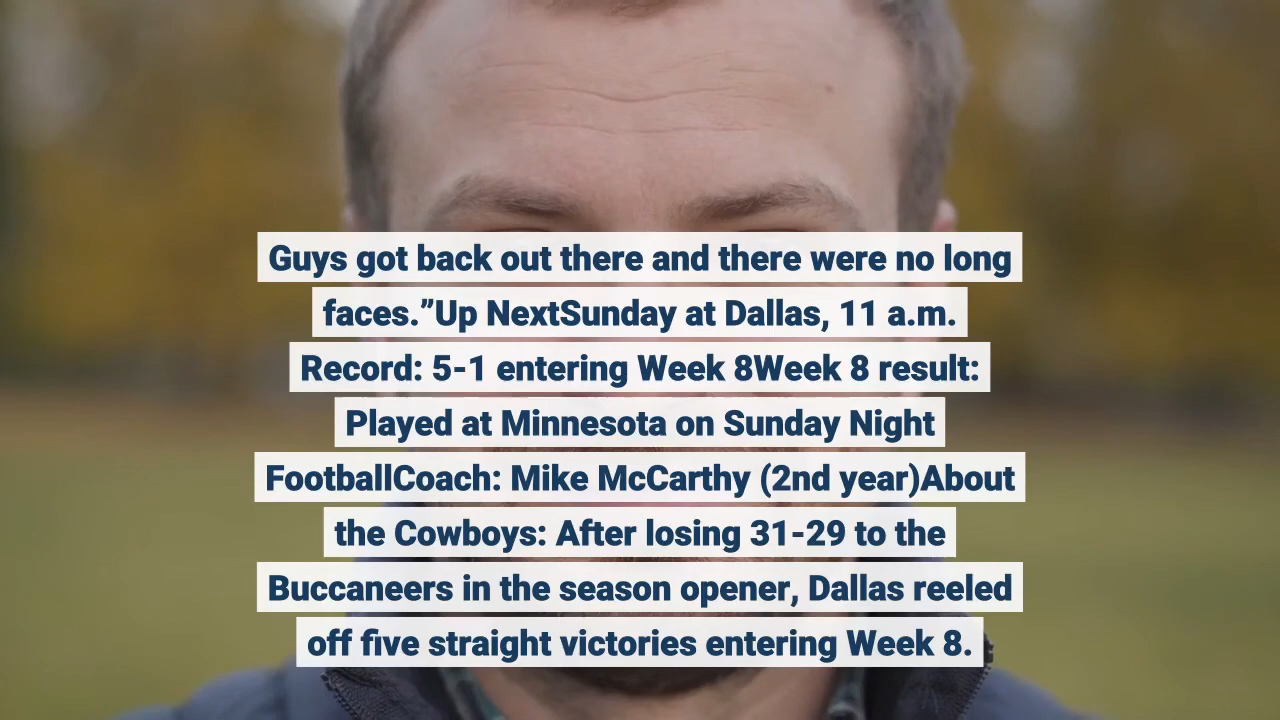 Guys got back out there and there were no long
faces.”Up NextSunday at Dallas, 11 a.m.
Record: 5-1 entering Week 8Week 8 result:
Played at Minnesota on Sunday Night
FootballCoach: Mike McCarthy (2nd year)About
the Cowboys: After losing 31-29 to the
Buccaneers in the season opener, Dallas reeled
off five straight victories entering Week 8.